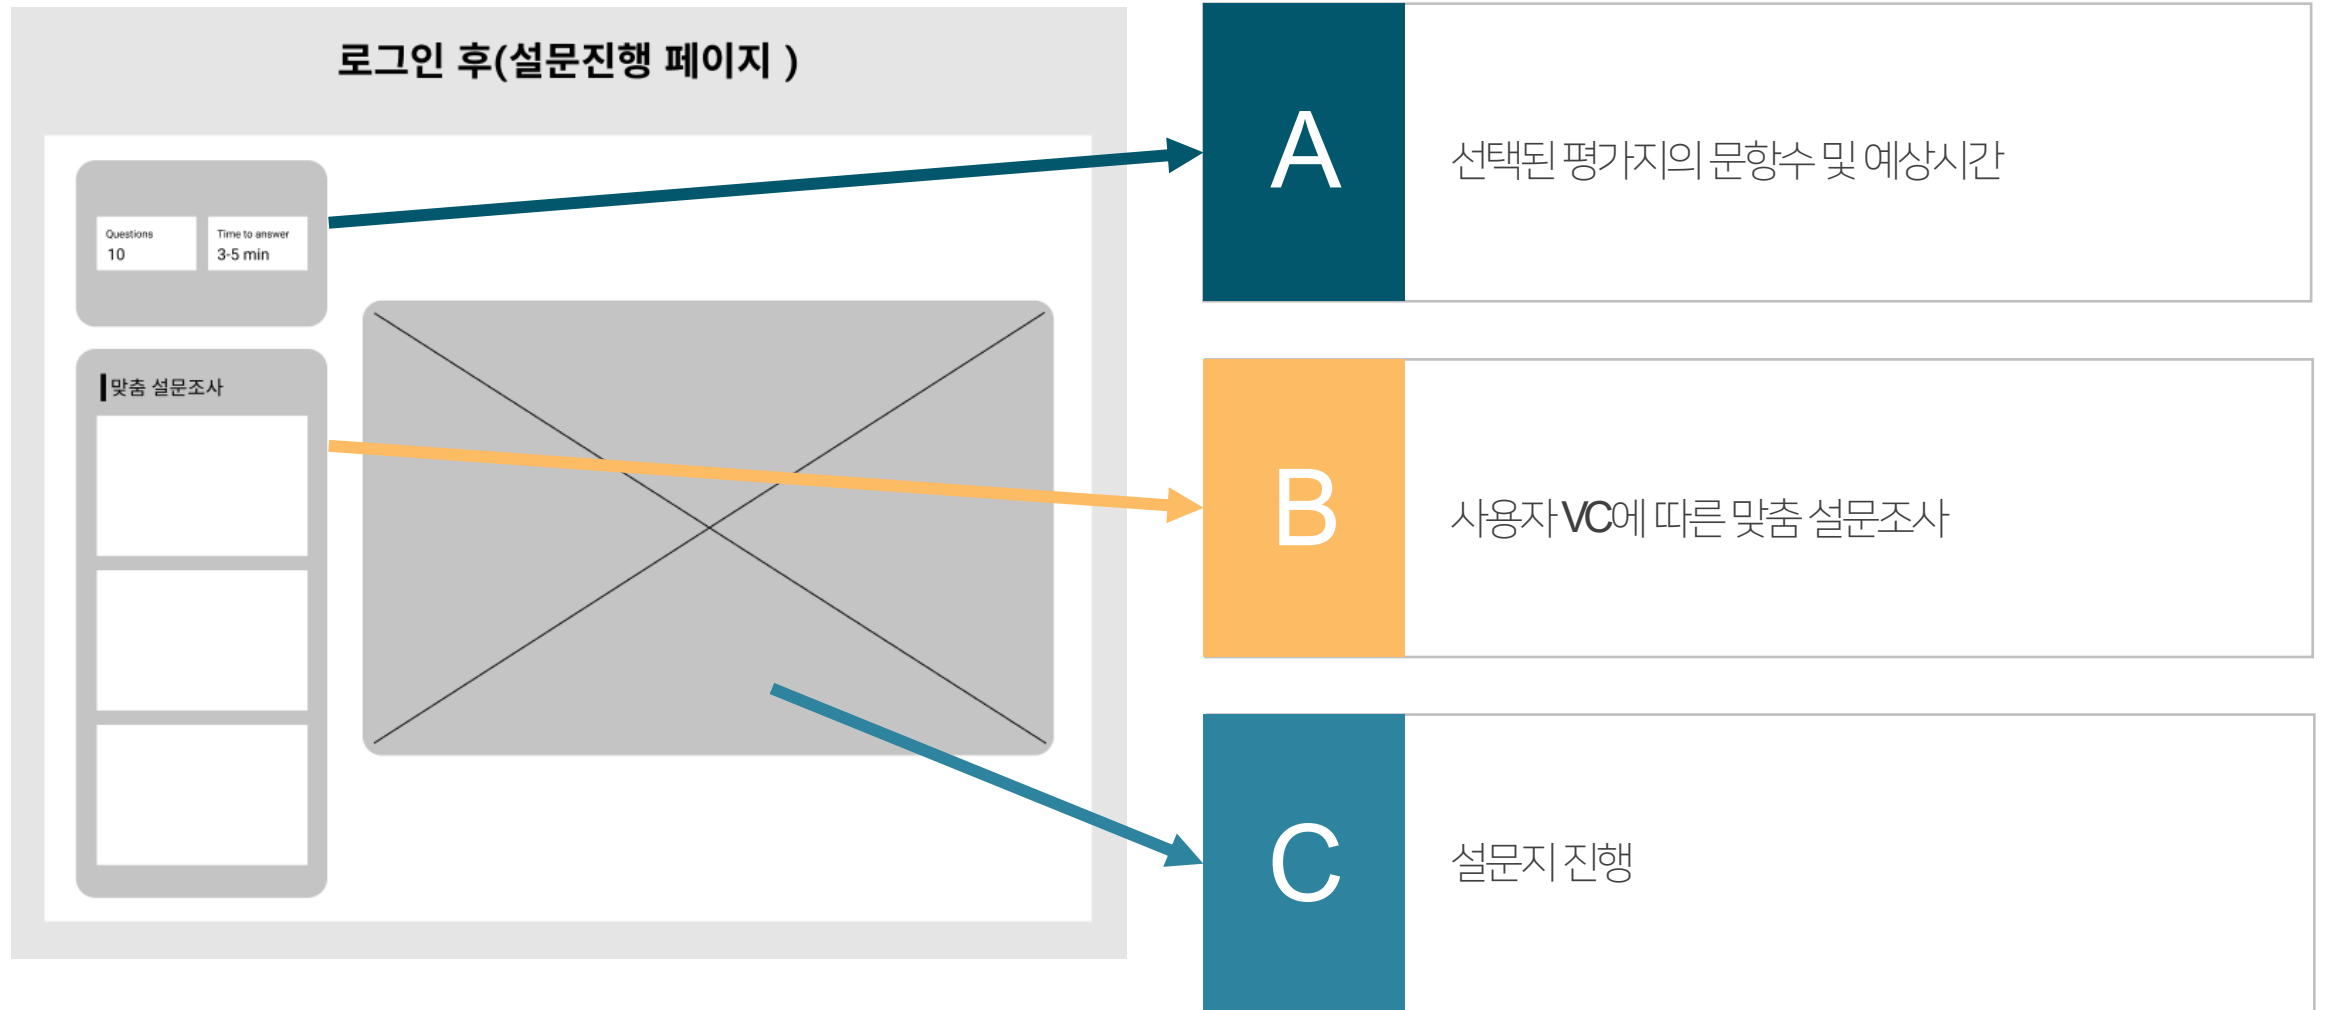 로그인 후(설문진행 페이지 )
Questions
10
Time to answer
3-5 min
맞춤 설문조사
A
선택된 평가지의 문항수 및 예상시간
B
사용자 VC에 따른 맞춤 설문조사
C
설문지 진행